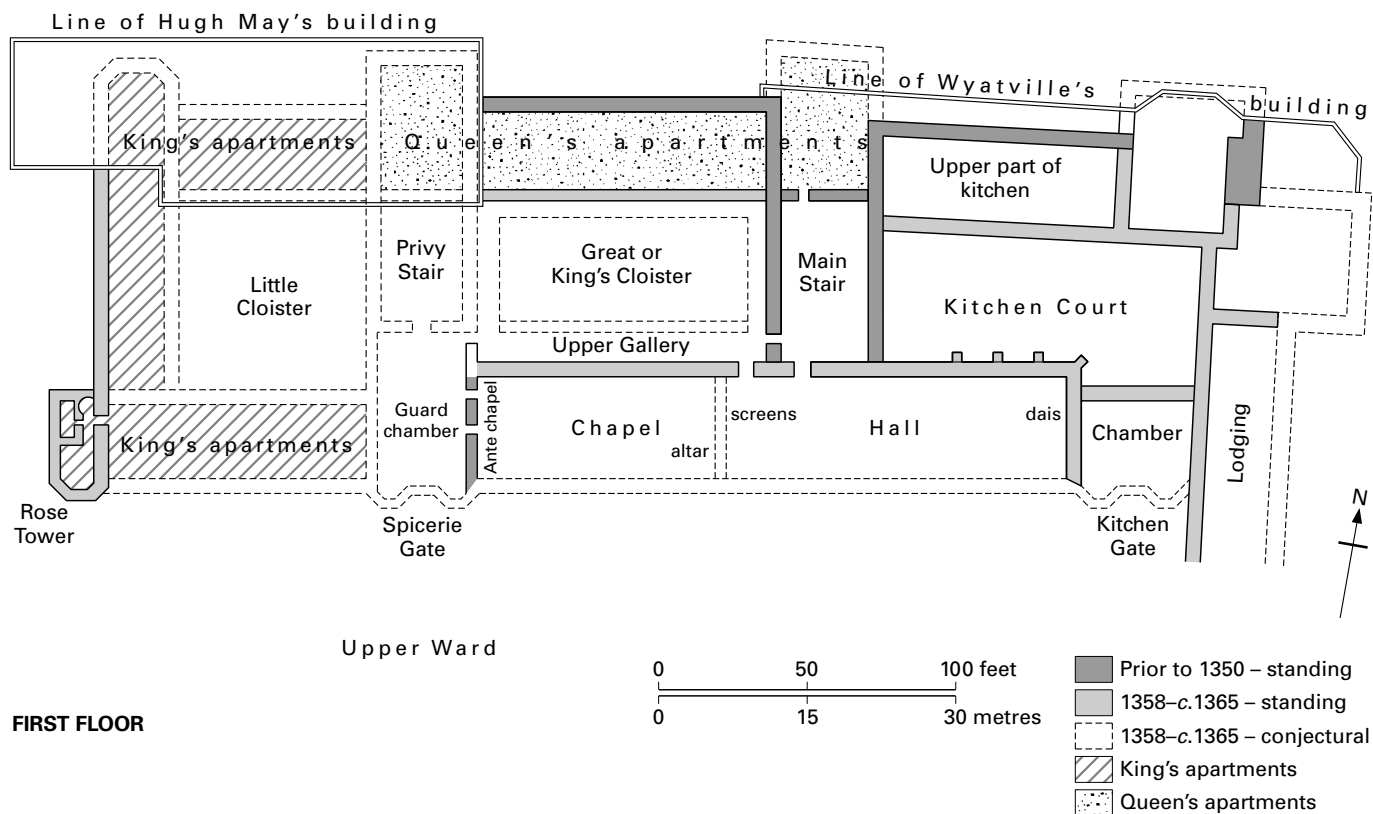 Line of Hugh May's building
Line of Wyatville's
building
King's apartments
Queen's apartments
Upper part of
kitchen
Privy
Stair
Great or
King's Cloister
Main
Stair
Little
Cloister
Kitchen Court
Upper Gallery
Guard
chamber
Ante chapel
Chapel
altar
screens
Hall
dais
Chamber
Lodging
King's apartments
Rose
Tower
Spicerie
Gate
Kitchen
Gate
N
Upper Ward
0 50 100 feet
0 15 30 metres
FIRST FLOOR
Prior to 1350 – standing
1358–c.1365 – standing
1358–c.1365 – conjectural
King's apartments
Queen's apartments